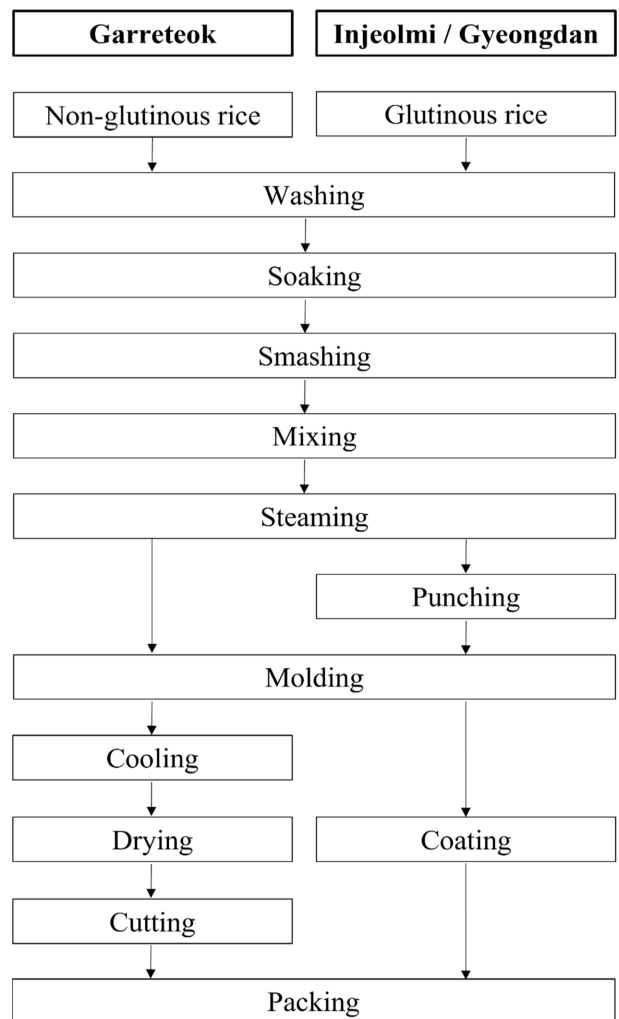 Garreteok
Injeolmi / Gyeongdan
Non-glutinous rice
Glutinous rice
Washing
Soaking
Smashing
Mixing
Steaming
Punching
Molding
Cooling
Drying
Coating
Cutting
Packing